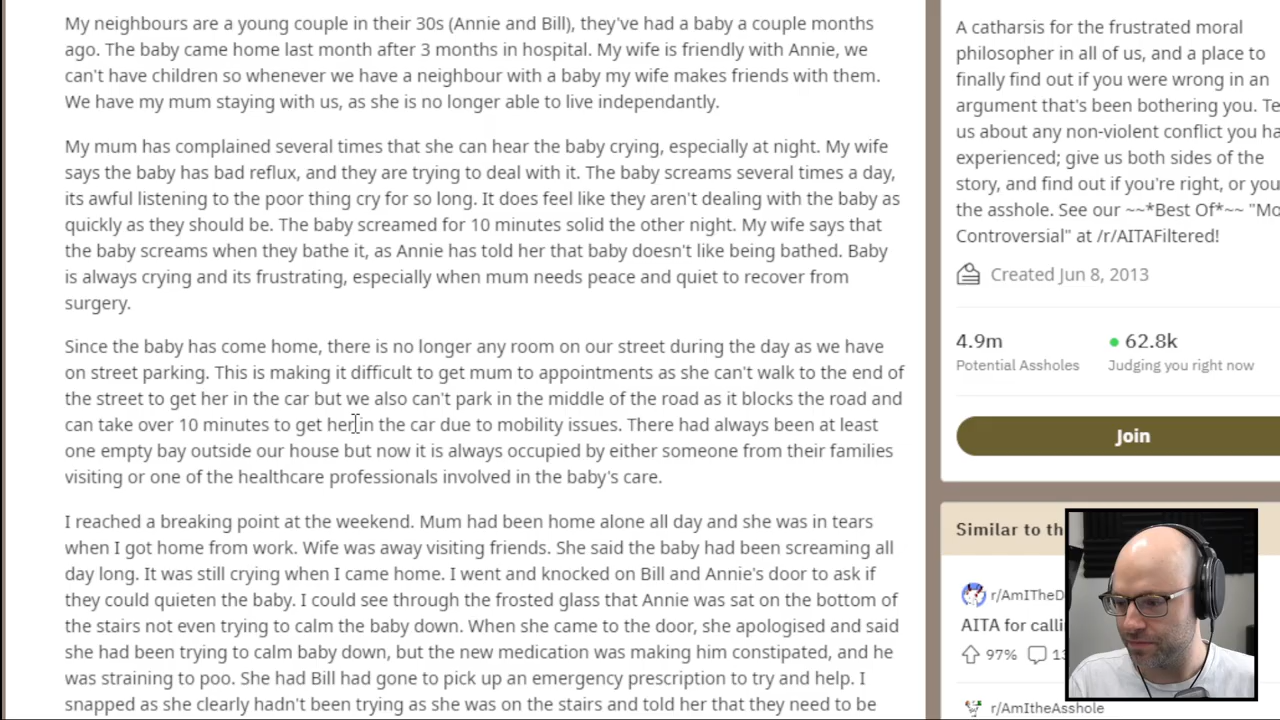 My neighbours are a young couple in their 30s (Annie and Bill), they've had a baby a couple months
ago. The baby came home last month after 3 months in hospital. My wife is friendly with Annie, we
can't have children so whenever we have a neighbour with a baby my wife makes friends with them.
We have my mum staying with us, as she is no longer able to live independantly.
My mum has complained several times that she can hear the baby crying, especially at night. My wife
says the baby has bad reflux, and they are trying to deal with it. The baby screams several times a day,
its awful listening to the poor thing cry for so long. It does feel like they aren't dealing with the baby as
quickly as they should be. The baby screamed for 10 minutes solid the other night. My wife says that
the baby screams when they bathe it, as Annie has told her that baby doesn't like being bathed. Baby
is always crying and its frustrating, especially when mum needs peace and quiet to recover from
surgery.
Since the baby has come home, there is no longer any room on our street during the day as we have
on street parking. This is making it difficult to get mum to appointments as she can't walk to the end of
the street to get her in the car but we also can't park in the middle of the road as it blocks the road and
can take over 10 minutes to get her in the car due to mobility issues. There had always been at least
one empty bay outside our house but now it is always occupied by either someone from their families
visiting or one of the healthcare professionals involved in the baby's care.
I reached a breaking point at the weekend. Mum had been home alone all day and she was in tears
when I got home from work. Wife was away visiting friends. She said the baby had been screaming all
day long. It was still crying when I came home. I went and knocked on Bill and Annie's door to ask if
they could quieten the baby. I could see through the frosted glass that Annie was sat on the bottom of
the stairs not even trying to calm the baby down. When she came to the door, she apologised and said
she had been trying to calm baby down, but the new medication was making him constipated, and he
was straining to poo. She had Bill had gone to pick up an emergency prescription to try and help. I
snapped as she clearly hadn't been trying as she was on the stairs and told her that they need to be
A catharsis for the frustrated moral
philosopher in all of us, and a place to
finally find out if you were wrong in an
argument that's been bothering you. Te
us about any non-violent conflict you ha
experienced; give us both sides of the
story, and find out if you're right, or you
the asshole. See our ~~*Best Of*~~ "Mo
Controversial" at /r/AITAFiltered!
Created Jun 8, 2013
4.9m 62.8k
Potential Assholes Judging you right now
Join
Similar to th
r/AmITheD
AITA for calli
97% 13
r/AmItheAsshole